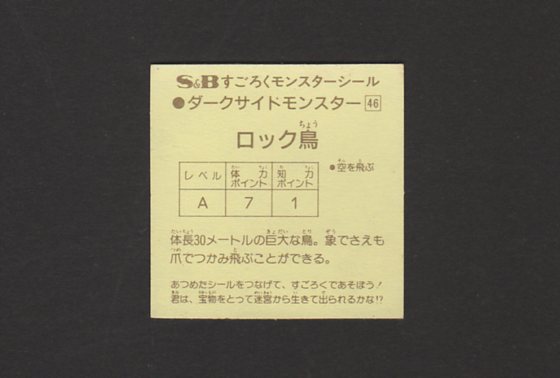 S&Bすごろくモンスターシール
●ダークサイドモンスター 46
ロック鳥
ちょう
●空を飛ぶ
レベル 体力ポイント 知力ポイント
A 7 1
体長30メートルの巨大な鳥。象でさえも
爪でつかみ飛ぶことができる。
あつめたシールをつなげて、すごろくであそぼう!
君は、宝物をとって迷宮から生きて出られるかな!?